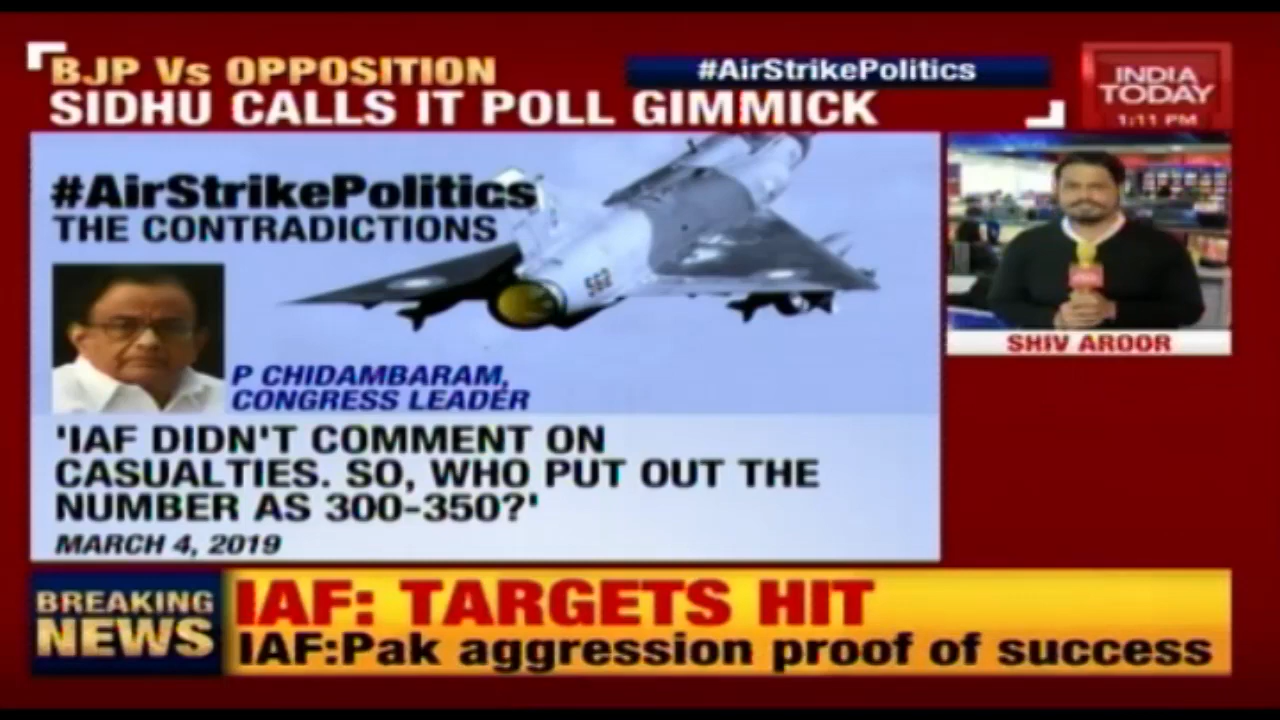 BJP Vs OPPOSITION
SIDHU CALLS IT POLL GIMMICK
#AirStrikePolitics
INDIA
TODAY
1:11 PM
#AirStrikePolitics
THE CONTRADICTIONS
562
P CHIDAMBARAM,
CONGRESS LEADER
'IAF DIDN'T COMMENT ON
CASUALTIES. SO, WHO PUT OUT THE
NUMBER AS 300-350?'
MARCH 4, 2019
SHIV AROOR
BREAKING
NEWS
IAF: TARGETS HIT
IAF:Pak aggression proof of success